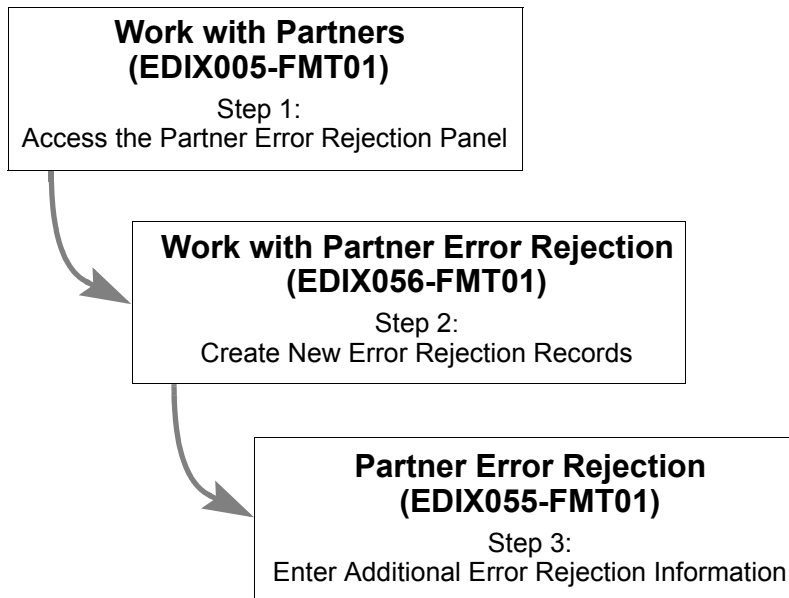 Work with Partners
(EDIX005-FMT01)
Step 1:
Access the Partner Error Rejection Panel
Work with Partner Error Rejection
(EDIX056-FMT01)
Step 2:
Create New Error Rejection Records
Partner Error Rejection
(EDIX055-FMT01)
Step 3:
Enter Additional Error Rejection Information